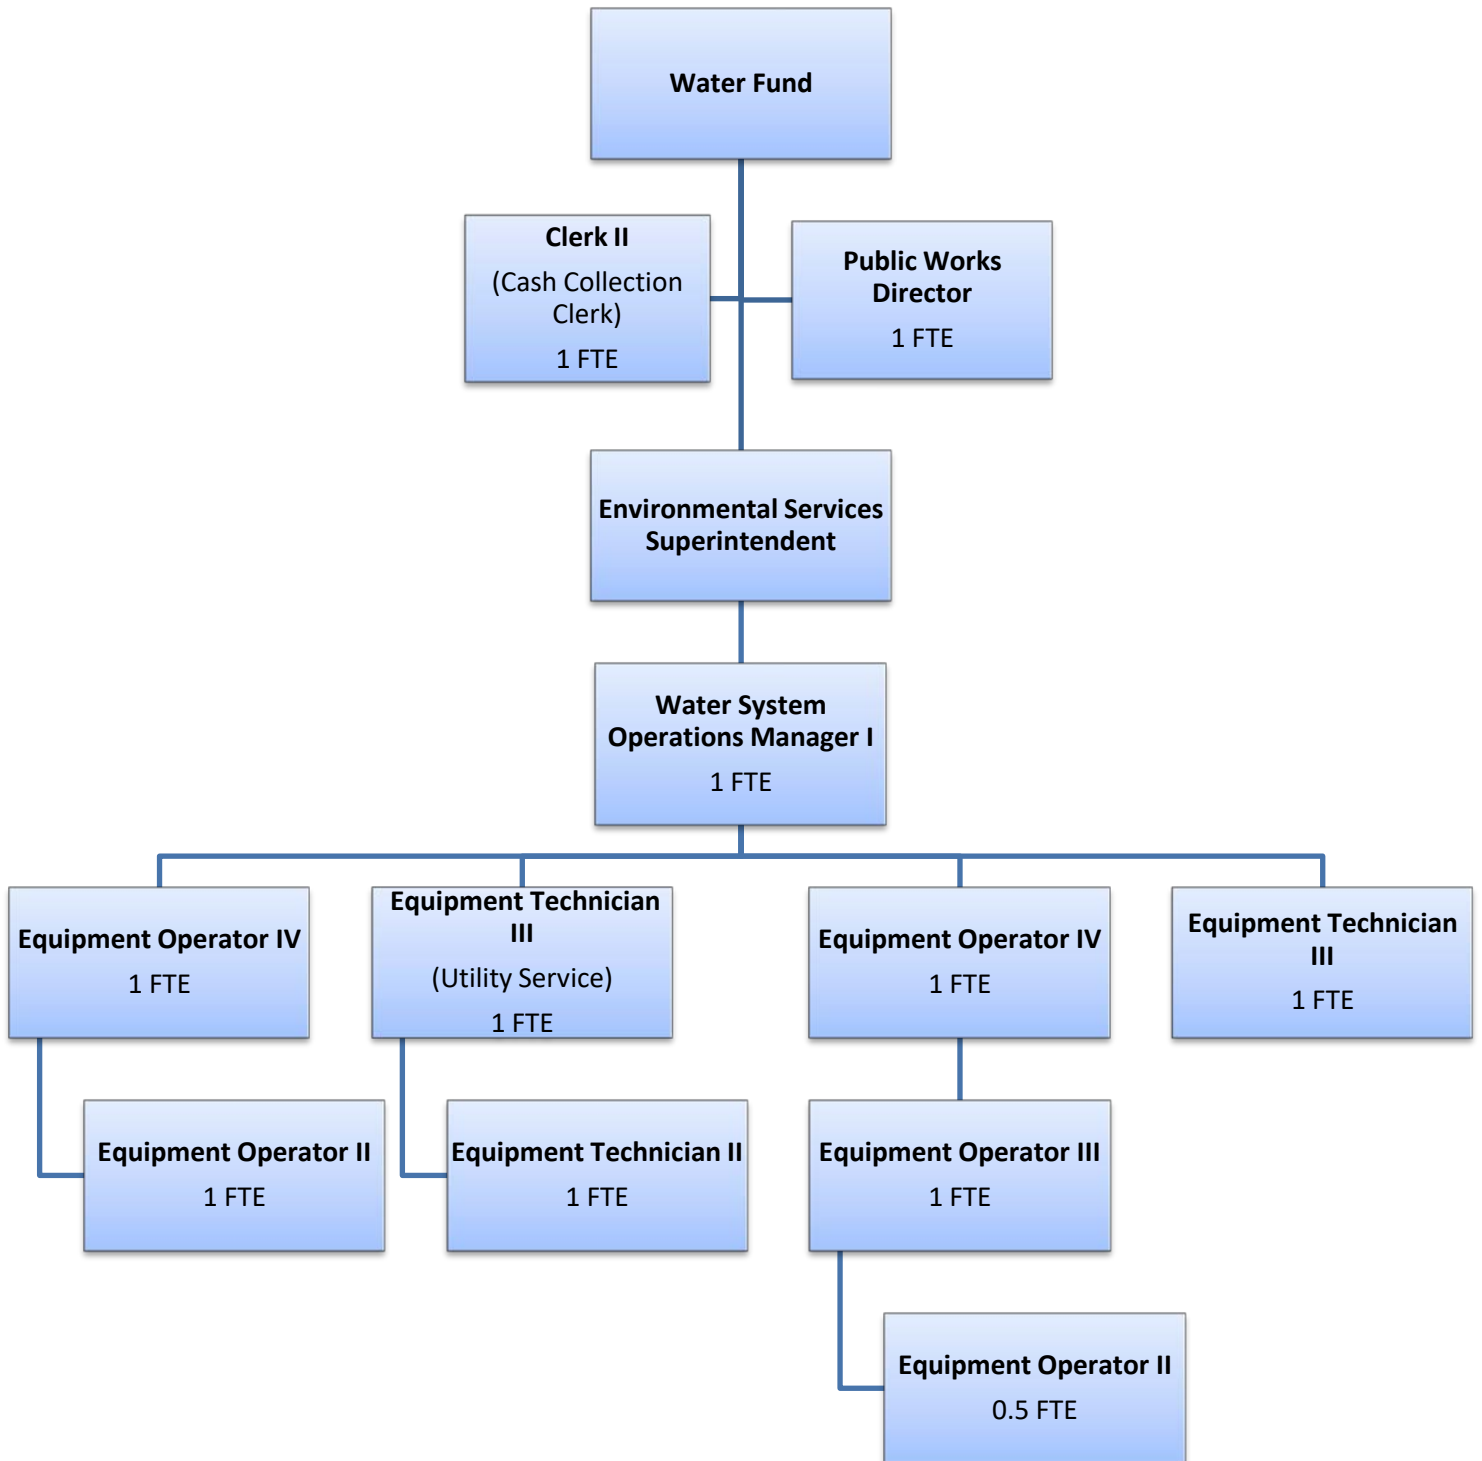 Water Fund
Clerk II
(Cash Collection
Clerk)
1 FTE
Public Works
Director
1 FTE
Environmental Services
Superintendent
Water System
Operations Manager I
1 FTE
Equipment Operator IV
1 FTE
Equipment Technician
III
(Utility Service)
1 FTE
Equipment Operator IV
1 FTE
Equipment Technician
III
1 FTE
Equipment Operator II
1 FTE
Equipment Technician II
1 FTE
Equipment Operator III
1 FTE
Equipment Operator II
0.5 FTE